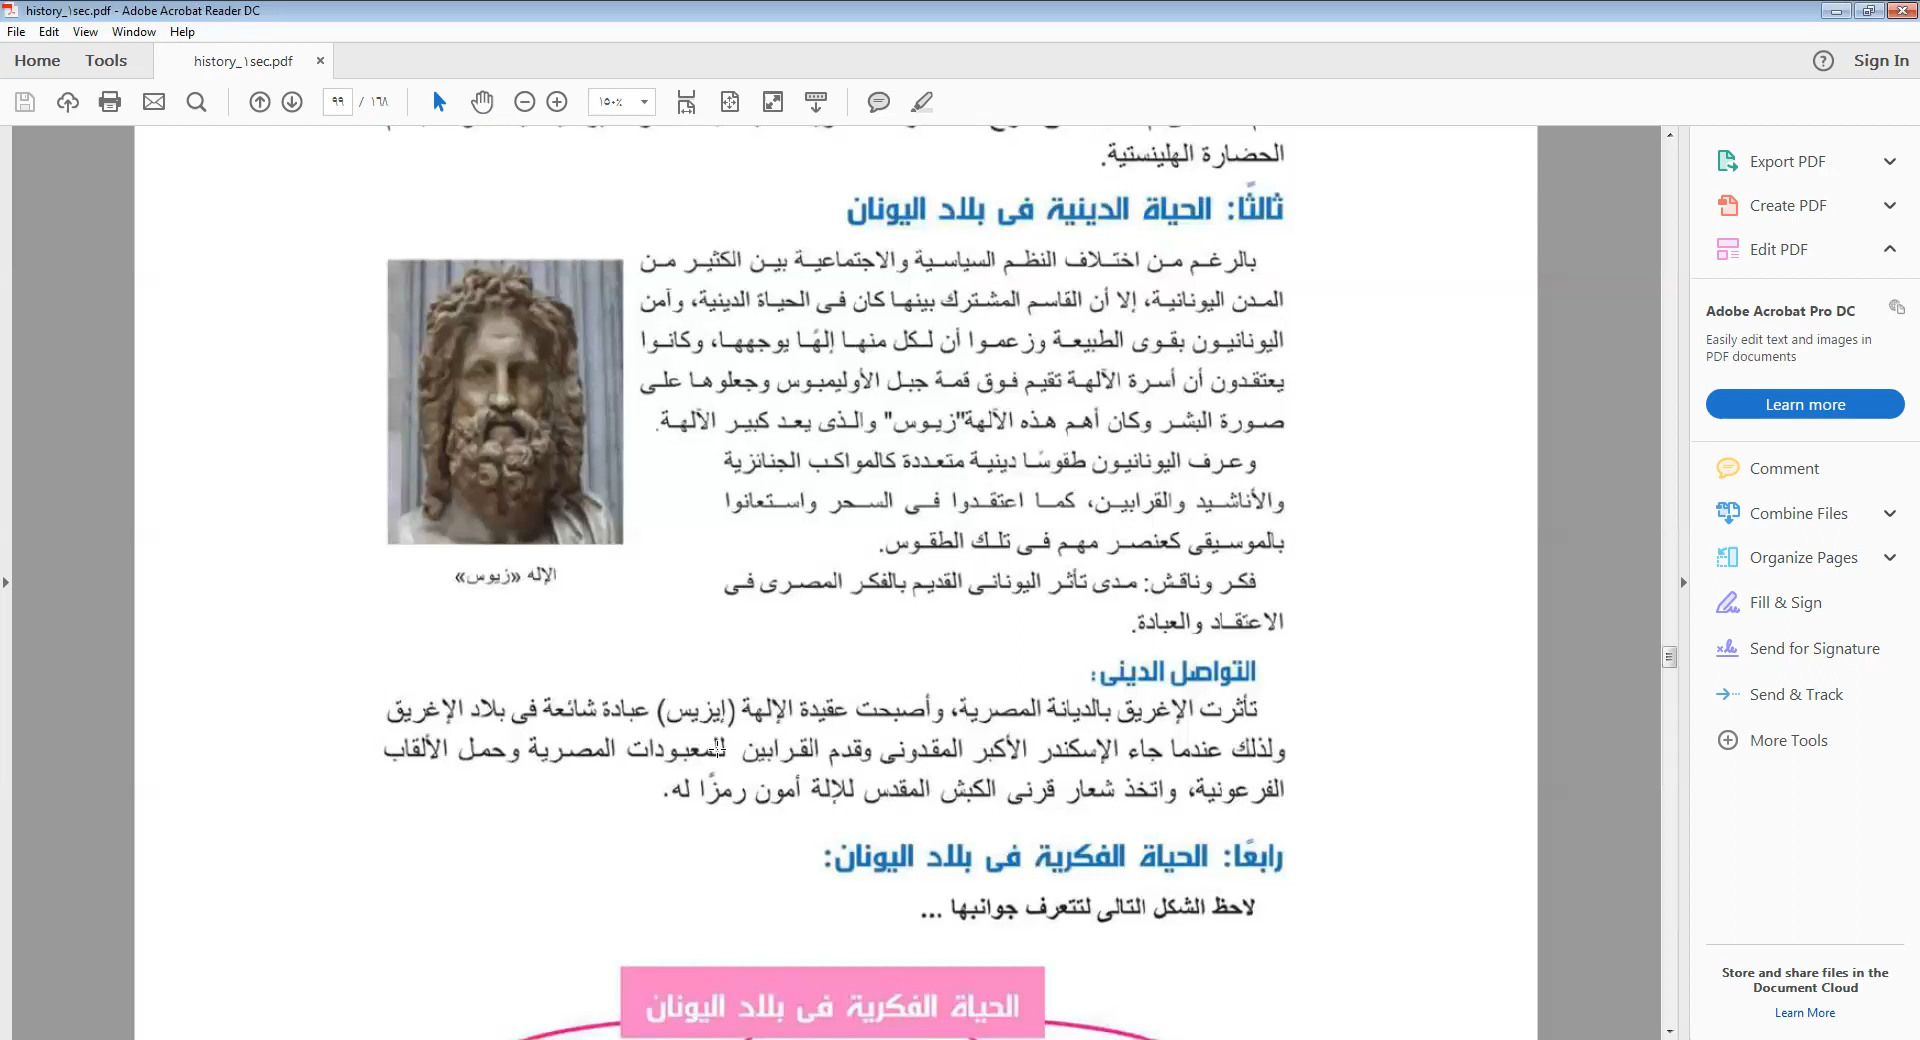 history_١sec.pdf - Adobe Acrobat Reader DC
File Edit View Window Help
Home Tools history_١sec.pdf × Sign In
٩٩ / ١٦٨ ١٥٠٪
الحضارة الهلينستية.
ثالثًا: الحياة الدينية فى بلاد اليونان
بالرغم من اختلاف النظم السياسية والاجتماعية بين الكثير من
المدن اليونانية، إلا أن القاسم المشترك بينها كان فى الحياة الدينية، وآمن
اليونانيون بقوى الطبيعة وزعموا أن لكل منها إلهًا يوجهها، وكانوا
يعتقدون أن أسرة الآلهة تقيم فوق قمة جبل الأوليمبوس وجعلوها على
صورة البشر وكان أهم هذه الآلهة"زيوس" والذى يعد كبير الآلهة.
وعرف اليونانيون طقوسًا دينية متعددة كالمواكب الجنائزية
والأناشيد والقرابين، كما اعتقدوا فى السحر واستعانوا
بالموسيقى كعنصر مهم فى تلك الطقوس.
الإله «زيوس»
فكر وناقش: مدى تأثر اليونانى القديم بالفكر المصرى فى
الاعتقاد والعبادة.
التواصل الدينى:
تأثرت الإغريق بالديانة المصرية، وأصبحت عقيدة الإلهة (إيزيس) عبادة شائعة فى بلاد الإغريق
ولذلك عندما جاء الإسكندر الأكبر المقدونى وقدم القرابين للمعبودات المصرية وحمل الألقاب
الفرعونية، واتخذ شعار قرنى الكبش المقدس للإلة أمون رمزًا له.
رابعًا: الحياة الفكرية فى بلاد اليونان:
لاحظ الشكل التالى لتتعرف جوانبها ...
الحياة الفكرية فى بلاد اليونان
Export PDF
Create PDF
Edit PDF
Adobe Acrobat Pro DC
Easily edit text and images in
PDF documents
Learn more
Comment
Combine Files
Organize Pages
Fill & Sign
Send for Signature
Send & Track
More Tools
Store and share files in the
Document Cloud
Learn More